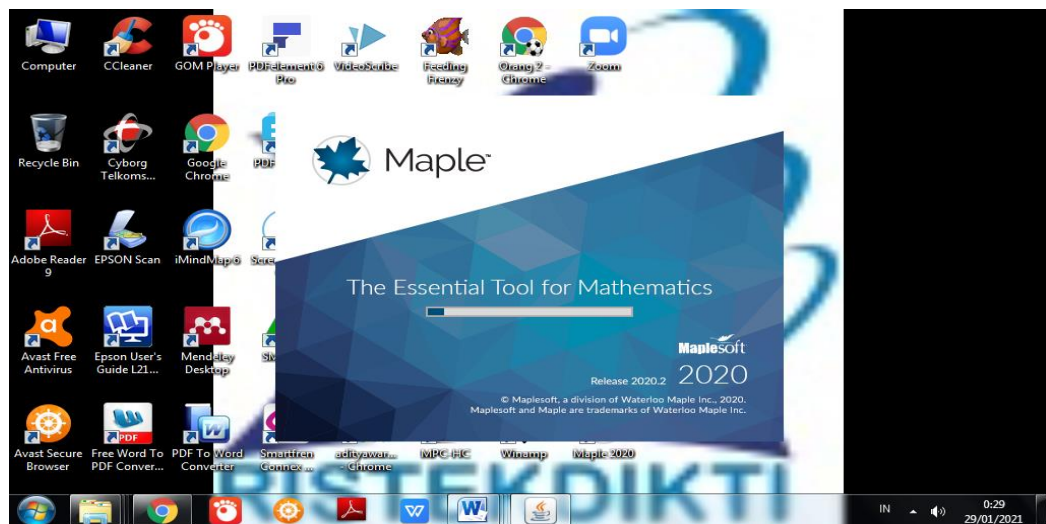 Computer
CCleaner
GOM Player
PDFelement 6
Pro
VideoScribe
Feeding
Frenzy
Orang 2 -
Chrome
Zoom
Recycle Bin
Cyborg
Telkoms...
Google
Chrome
PDF
Maple™
Adobe Reader
9
EPSON Scan
iMindMap 6
Scre
The Essential Tool for Mathematics
Avast Free
Antivirus
Epson User's
Guide L21...
Mendeley
Desktop
Maplesoft
Release 2020.2 2020
© Maplesoft, a division of Waterloo Maple Inc., 2020.
Maplesoft and Maple are trademarks of Waterloo Maple Inc.
PDF
Avast Secure
Browser
Free Word To
PDF Conver...
PDF To Word
Converter
Smartfren
Connex ...
adityawar...
- Chrome
MPC-HC
Winamp
Maple 2020
RISTEKDIKTI
IN
0:29
29/01/2021